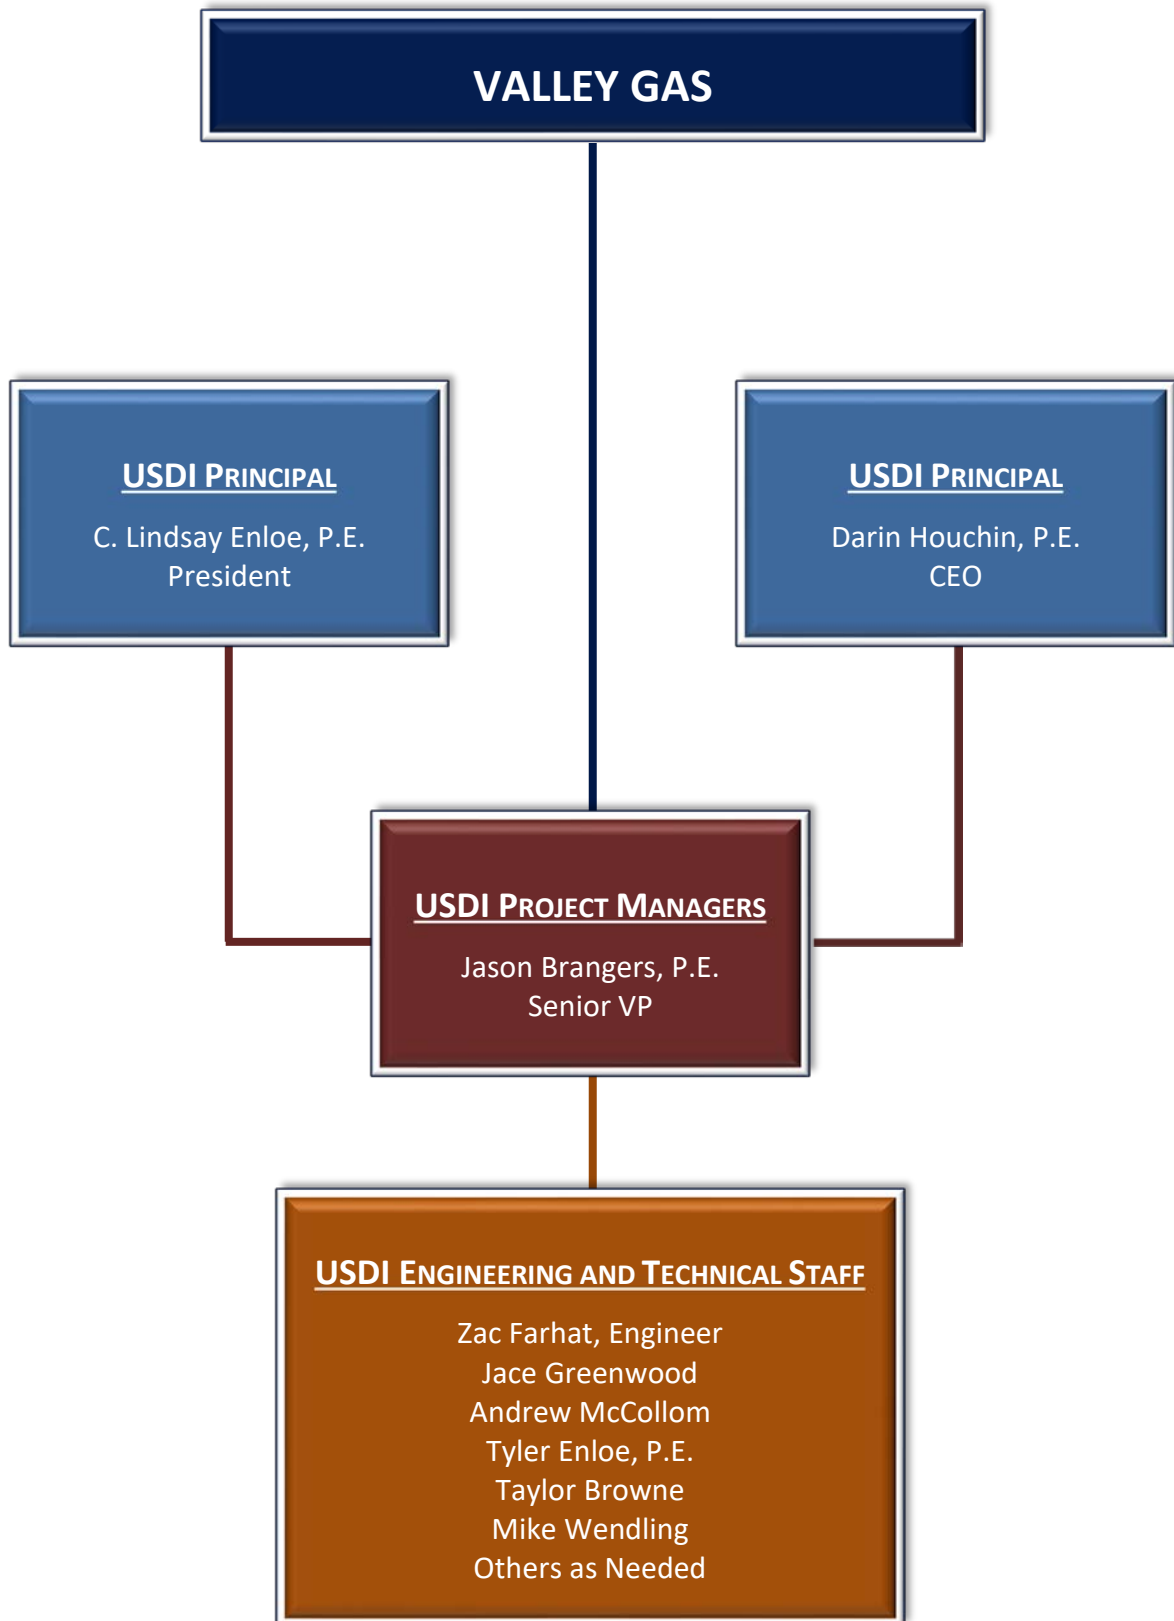 VALLEY GAS
USDI PRINCIPAL
C. Lindsay Enloe, P.E.
President
USDI PRINCIPAL
Darin Houchin, P.E.
CEO
USDI PROJECT MANAGERS
Jason Brangers, P.E.
Senior VP
USDI ENGINEERING AND TECHNICAL STAFF
Zac Farhat, Engineer
Jace Greenwood
Andrew McCollom
Tyler Enloe, P.E.
Taylor Browne
Mike Wendling
Others as Needed